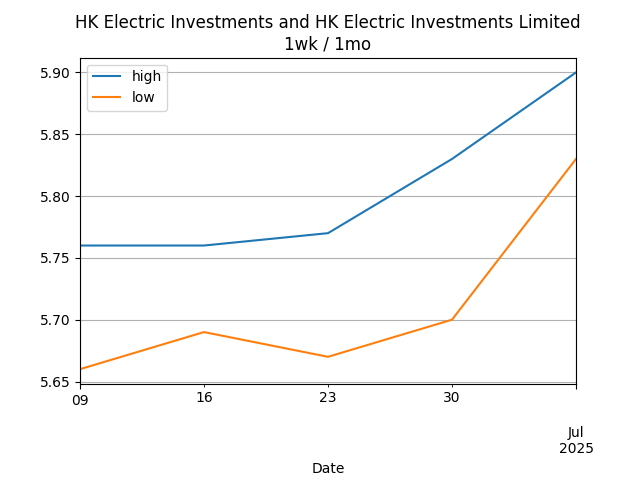 HK Electric Investments and HK Electric Investments Limited
1wk / 1mo
high
low
5.90
5.85
5.80
5.75
5.70
5.65
09
16
23
30
Jul
2025
Date